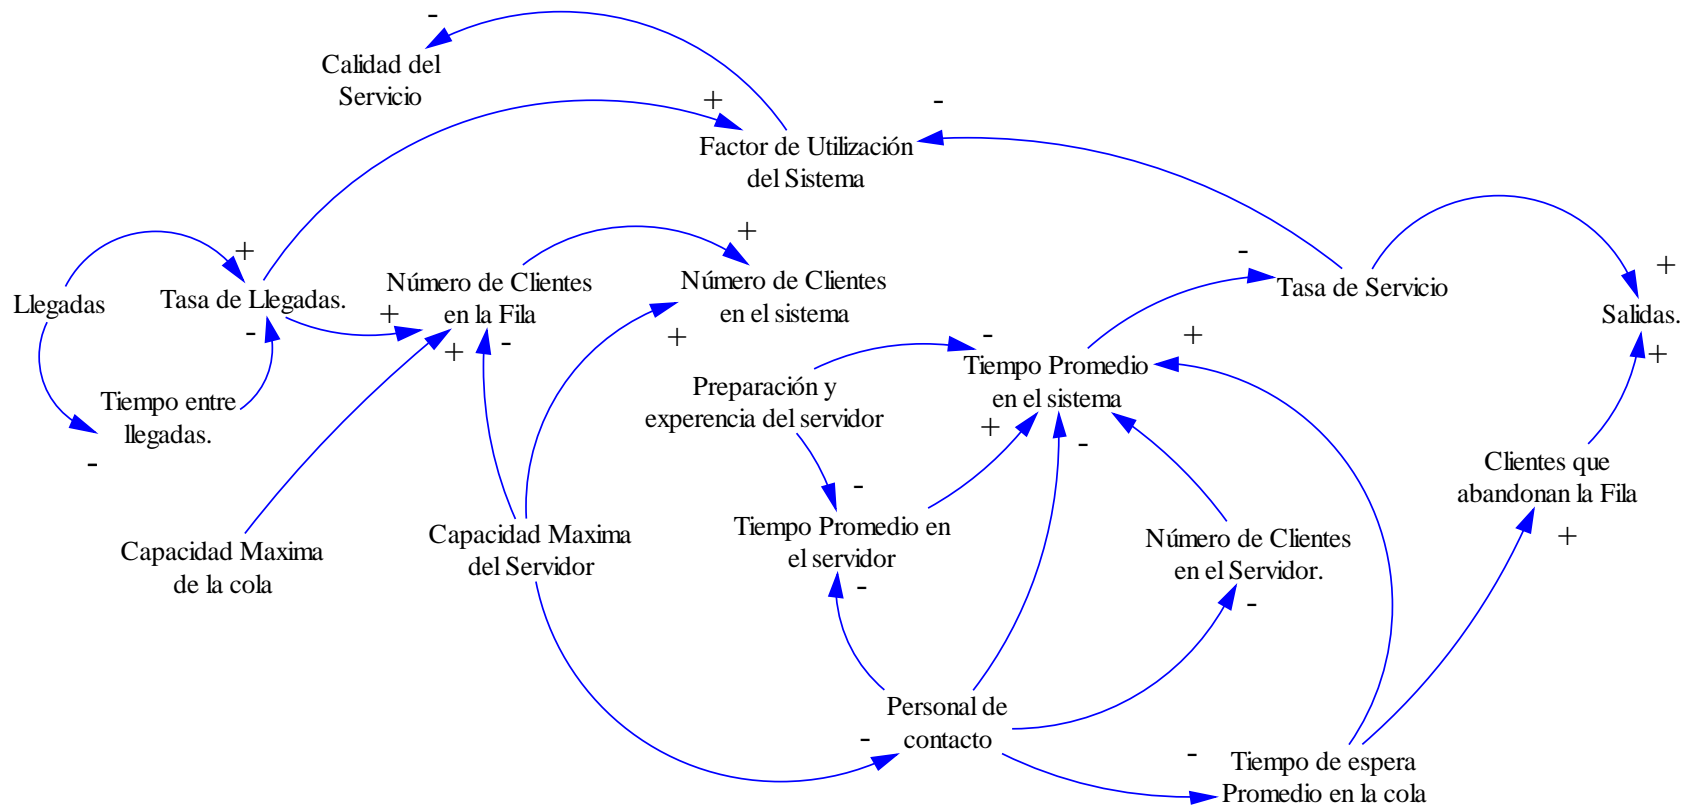 -
Calidad del
Servicio
+
-
Factor de Utilización
del Sistema
+
Llegadas
Tasa de Llegadas.
-
Tiempo entre
llegadas.
-
Número de Clientes
en la Fila
+
+
-
+
Número de Clientes
en el sistema
+
-
Tasa de Servicio
+
Salidas.
+
Preparación y
experencia del servidor
-
+
Tiempo Promedio
en el sistema
+
-
Clientes que
abandonan la Fila
+
Capacidad Maxima
de la cola
Capacidad Maxima
del Servidor
-
Tiempo Promedio en
el servidor
-
Número de Clientes
en el Servidor.
-
Personal de
contacto
-
-
Tiempo de espera
Promedio en la cola